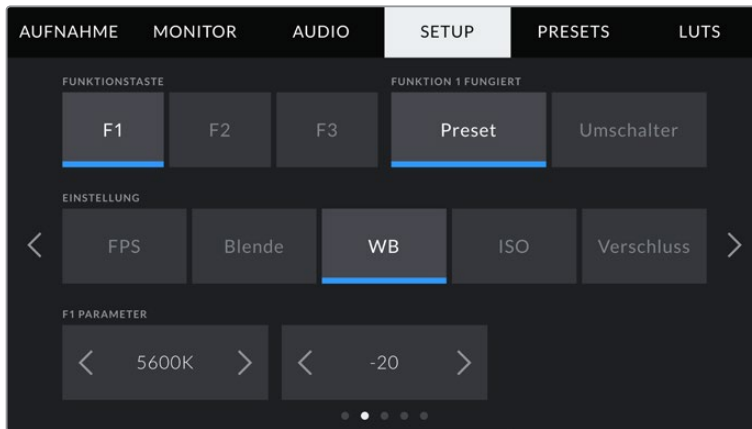 AUFNAHME MONITOR AUDIO SETUP PRESETS LUTS
FUNKTIONSTASTE FUNKTION 1 FUNGIERT
F1 F2 F3 Preset Umschalter
EINSTELLUNG
FPS Blende WB ISO Verschluss
F1 PARAMETER
5600K -20